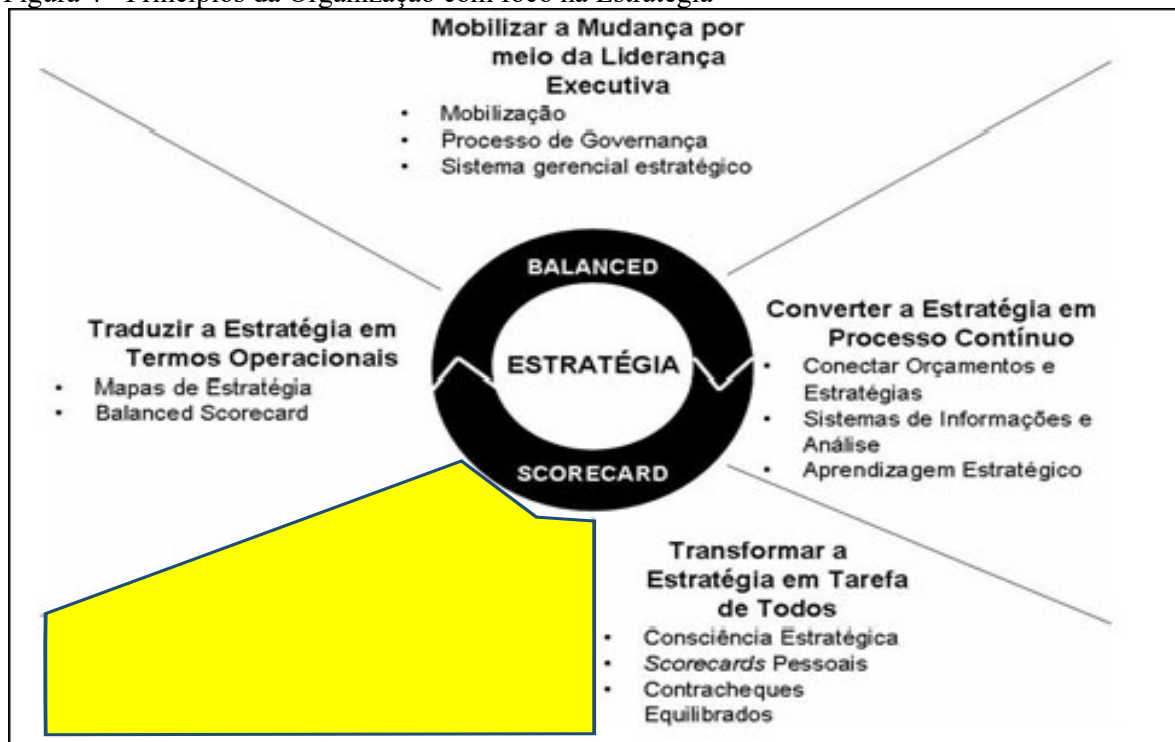 Figura 4 - Princípios da Organização com foco na Estratégia
Mobilizar a Mudança por
meio da Liderança
Executiva
• Mobilização
• Processo de Governança
• Sistema gerencial estratégico
BALANCED
ESTRATÉGIA
SCORECARD
Traduzir a Estratégia em
Termos Operacionais
• Mapas de Estratégia
• Balanced Scorecard
Converter a Estratégia em
Processo Contínuo
• Conectar Orçamentos e
Estratégias
• Sistemas de Informações e
Análise
• Aprendizagem Estratégico
Transformar a
Estratégia em Tarefa
de Todos
• Consciência Estratégica
• Scorecards Pessoais
• Contracheques
Equilibrados